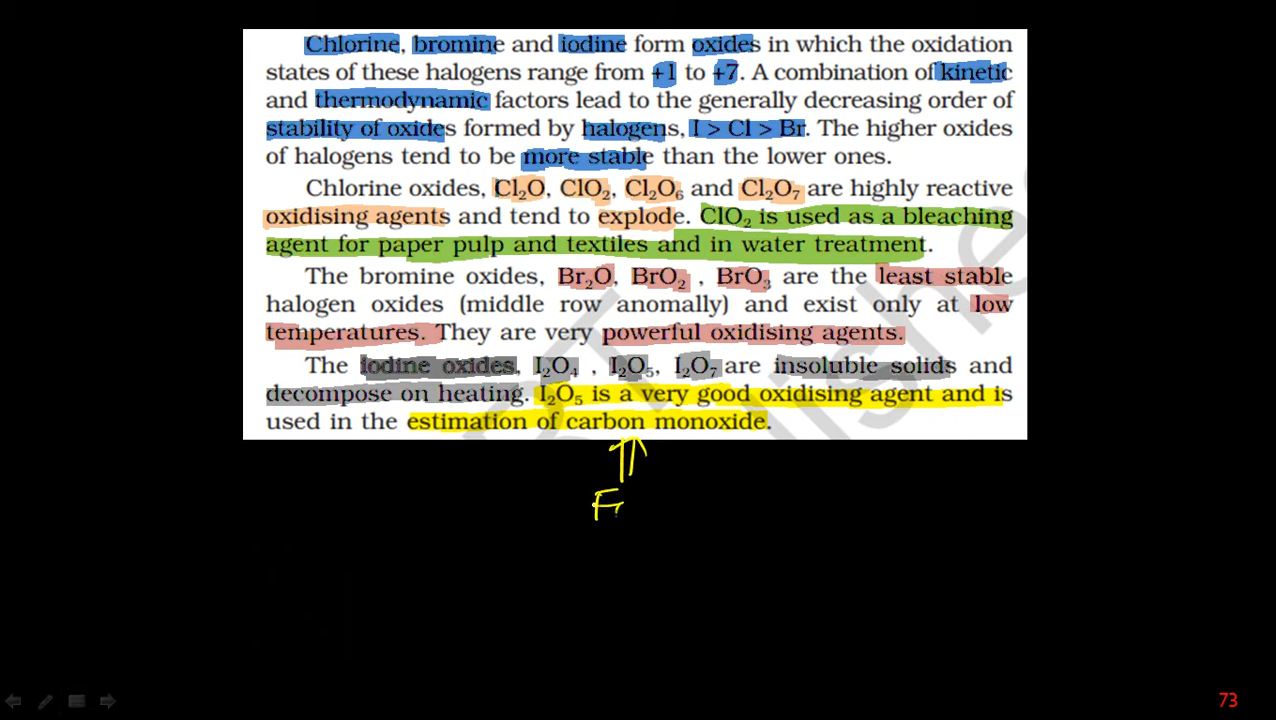 Chlorine, bromine and iodine form oxides in which the oxidation
states of these halogens range from +1 to +7. A combination of kinetic
and thermodynamic factors lead to the generally decreasing order of
stability of oxides formed by halogens, I > Cl > Br. The higher oxides
of halogens tend to be more stable than the lower ones.
Chlorine oxides, Cl₂O, ClO₂, Cl₂O₆ and Cl₂O₇ are highly reactive
oxidising agents and tend to explode. ClO₂ is used as a bleaching
agent for paper pulp and textiles and in water treatment.
The bromine oxides, Br₂O, BrO₂ , BrO₃ are the least stable
halogen oxides (middle row anomally) and exist only at low
temperatures. They are very powerful oxidising agents.
The iodine oxides, I₂O₄ , I₂O₅, I₂O₇ are insoluble solids and
decompose on heating. I₂O₅ is a very good oxidising agent and is
used in the estimation of carbon monoxide.
73